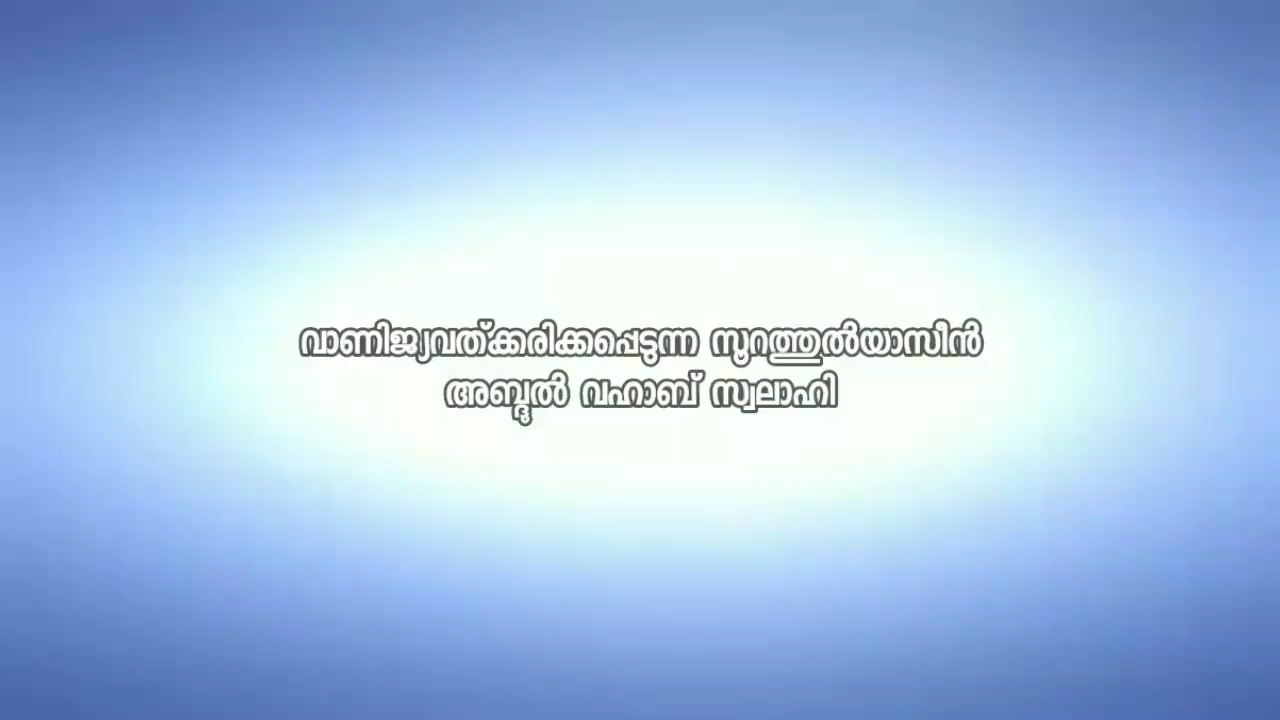 വാണിജ്യവത്ക്കരിക്കപ്പെടുന്ന സൂറത്തുൽയാസീൻ
അബ്ദുൽ വഹാബ് സ്വലാഹി